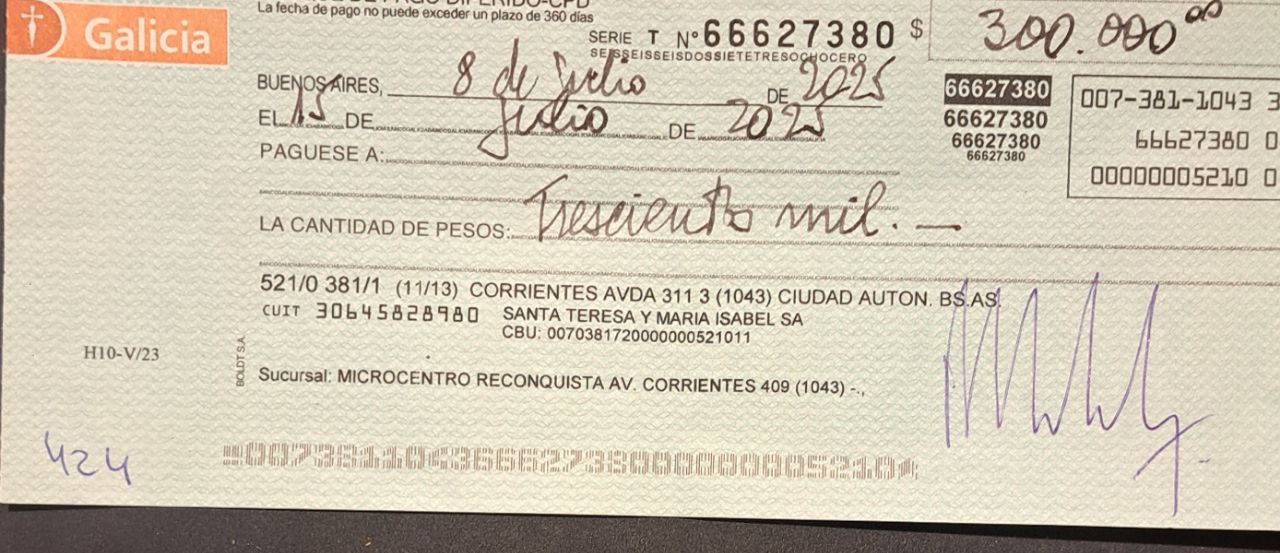 La fecha de pago no puede exceder un plazo de 360 días
Galicia
SERIE T N° 66627380 $ 300.000⁰⁰
SEISSEISSEISDOSSIETETRESOCHOCERO
BUENOS AIRES, 8 de Julio DE 2025
EL 15 DE Julio DE 2025
PAGUESE A:
66627380
66627380
66627380
66627380
007-381-1043 3
66627380 0
00000005210 0
LA CANTIDAD DE PESOS: Tresciento mil. —
521/0 381/1 (11/13) CORRIENTES AVDA 311 3 (1043) CIUDAD AUTON. BS.AS.
CUIT 30645828980 SANTA TERESA Y MARIA ISABEL SA
CBU: 0070381720000000521011
H10-V/23
BOLDT S.A.
Sucursal: MICROCENTRO RECONQUISTA AV. CORRIENTES 409 (1043) -.,
424